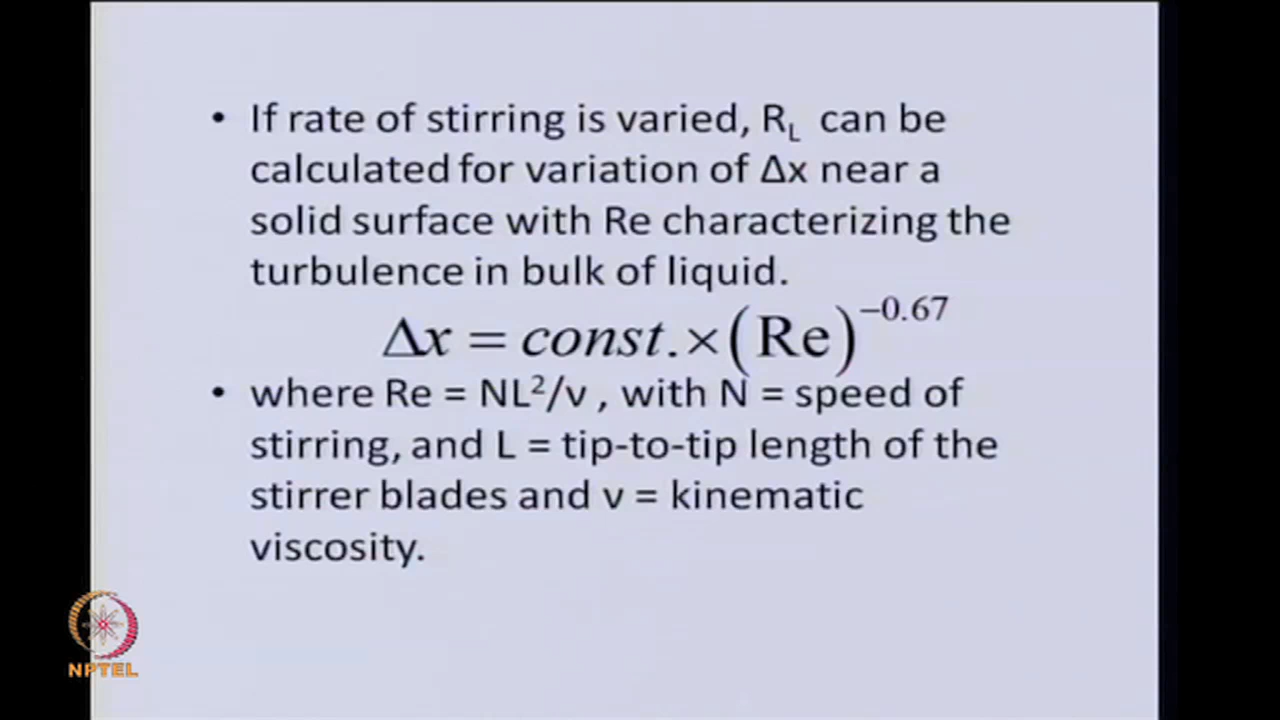 • If rate of stirring is varied, R_L can be
calculated for variation of Δx near a
solid surface with Re characterizing the
turbulence in bulk of liquid.
Δx = const. × (Re)^−0.67
• where Re = NL²/ν , with N = speed of
stirring, and L = tip-to-tip length of the
stirrer blades and ν = kinematic
viscosity.
NPTEL